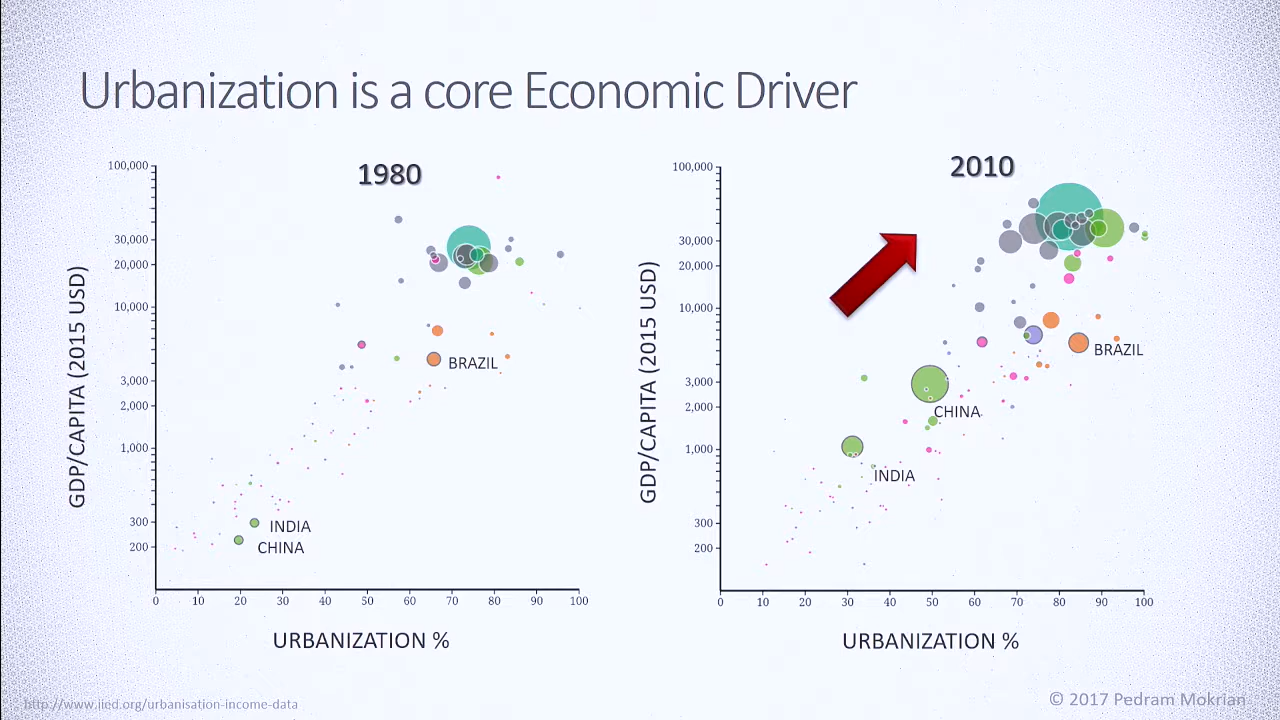 Urbanization is a core Economic Driver
1980
100,000
30,000
20,000
10,000
3,000
2,000
1,000
300
200
0 10 20 30 40 50 60 70 80 90 100
GDP/CAPITA (2015 USD)
URBANIZATION %
BRAZIL
INDIA
CHINA
2010
100,000
30,000
20,000
10,000
3,000
2,000
1,000
300
200
0 10 20 30 40 50 60 70 80 90 100
GDP/CAPITA (2015 USD)
URBANIZATION %
BRAZIL
CHINA
INDIA
http://www.iied.org/urbanisation-income-data
© 2017 Pedram Mokrian